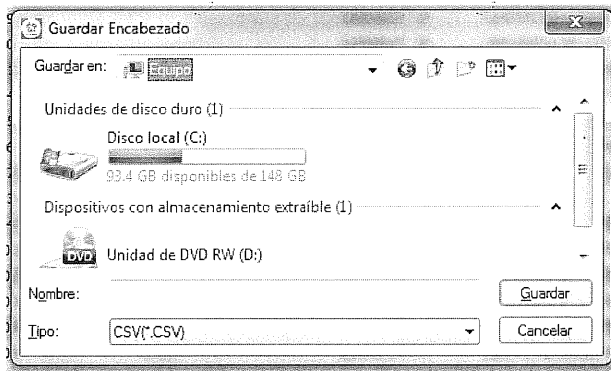 Guardar Encabezado
Guardar en: Equipo
Unidades de disco duro (1)
Disco local (C:)
93.4 GB disponibles de 148 GB
Dispositivos con almacenamiento extraíble (1)
DVD Unidad de DVD RW (D:)
Nombre: Guardar
Tipo: CSV(*.CSV) Cancelar